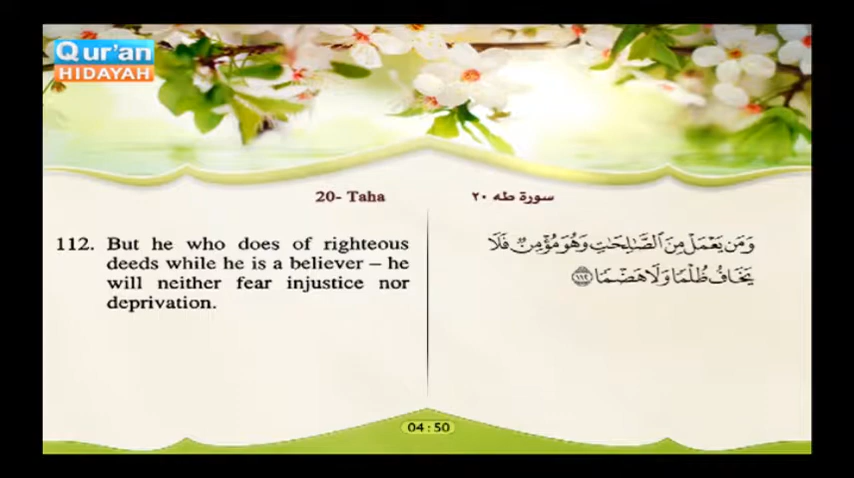 Qur'an
HIDAYAH
20- Taha
سورة طه ٢٠
112. But he who does of righteous
deeds while he is a believer – he
will neither fear injustice nor
deprivation.
وَمَن يَعْمَلْ مِنَ ٱلصَّـٰلِحَـٰتِ وَهُوَ مُؤْمِنٌ فَلَا
يَخَافُ ظُلْمًا وَلَا هَضْمًا ١١٢
04 : 50